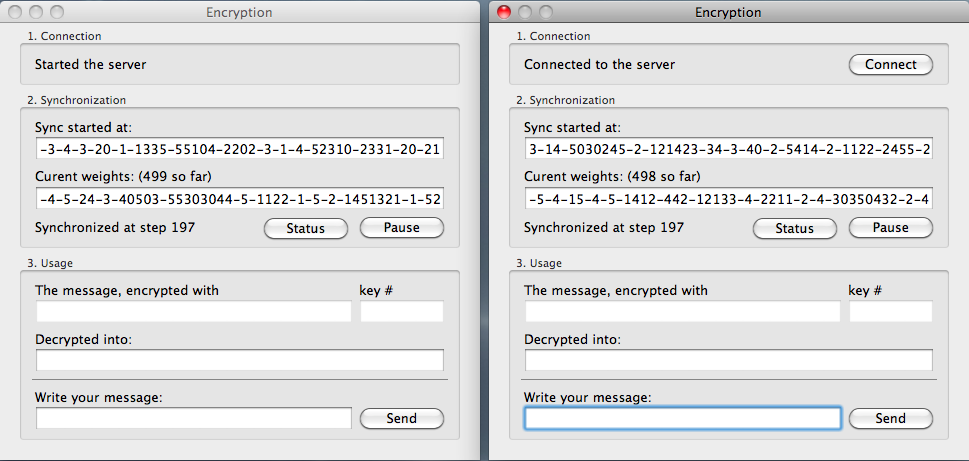 Encryption
1. Connection
Started the server
2. Synchronization
Sync started at:
-3-4-3-20-1-1335-55104-2202-3-1-4-52310-2331-20-21
Curent weights: (499 so far)
-4-5-24-3-40503-55303044-5-1122-1-5-2-1451321-1-52
Synchronized at step 197
Status
Pause
3. Usage
The message, encrypted with
key #
Decrypted into:
Write your message:
Send
Encryption
1. Connection
Connected to the server
Connect
2. Synchronization
Sync started at:
3-14-5030245-2-121423-34-3-40-2-5414-2-1122-2455-2
Curent weights: (498 so far)
-5-4-15-4-5-1412-442-12133-4-2211-2-4-30350432-2-4
Synchronized at step 197
Status
Pause
3. Usage
The message, encrypted with
key #
Decrypted into:
Write your message:
Send